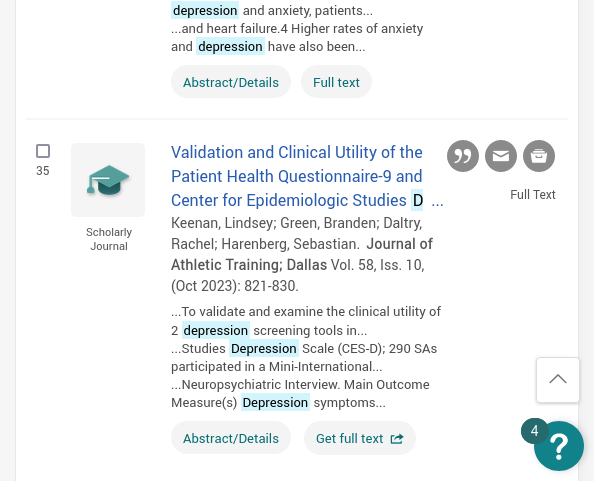 depression and anxiety, patients...
...and heart failure.4 Higher rates of anxiety
and depression have also been...
Abstract/Details
Full text
35
Scholarly
Journal
Validation and Clinical Utility of the
Patient Health Questionnaire-9 and
Center for Epidemiologic Studies D ...
Full Text
Keenan, Lindsey; Green, Branden; Daltry,
Rachel; Harenberg, Sebastian. Journal of
Athletic Training; Dallas Vol. 58, Iss. 10,
(Oct 2023): 821-830.
...To validate and examine the clinical utility of
2 depression screening tools in...
...Studies Depression Scale (CES-D); 290 SAs
participated in a Mini-International...
...Neuropsychiatric Interview. Main Outcome
Measure(s) Depression symptoms...
Abstract/Details
Get full text
4
?